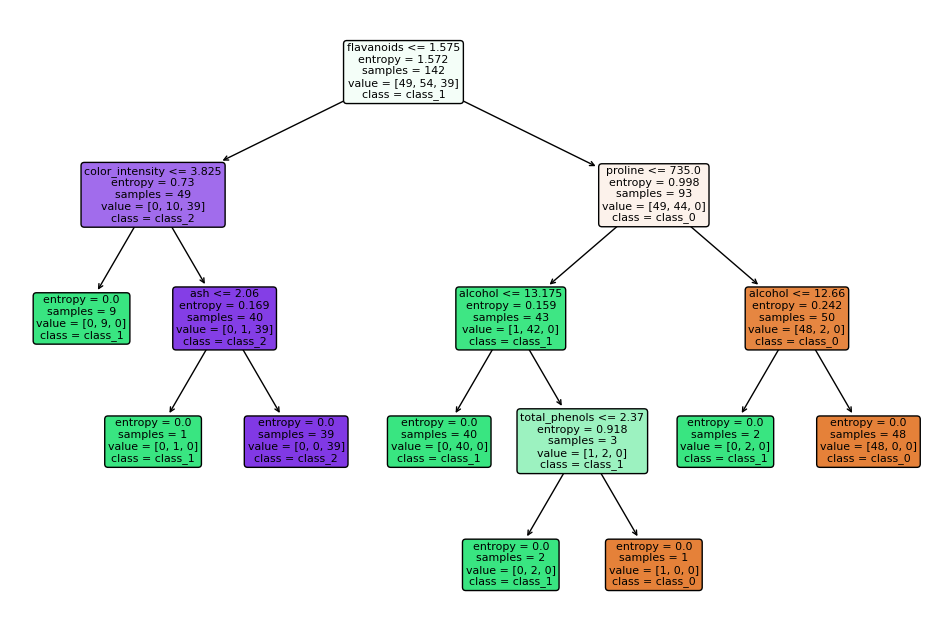 flavanoids <= 1.575
entropy = 1.572
samples = 142
value = [49, 54, 39]
class = class_1
color_intensity <= 3.825
entropy = 0.73
samples = 49
value = [0, 10, 39]
class = class_2
proline <= 735.0
entropy = 0.998
samples = 93
value = [49, 44, 0]
class = class_0
entropy = 0.0
samples = 9
value = [0, 9, 0]
class = class_1
ash <= 2.06
entropy = 0.169
samples = 40
value = [0, 1, 39]
class = class_2
alcohol <= 13.175
entropy = 0.159
samples = 43
value = [1, 42, 0]
class = class_1
alcohol <= 12.66
entropy = 0.242
samples = 50
value = [48, 2, 0]
class = class_0
entropy = 0.0
samples = 1
value = [0, 1, 0]
class = class_1
entropy = 0.0
samples = 39
value = [0, 0, 39]
class = class_2
entropy = 0.0
samples = 40
value = [0, 40, 0]
class = class_1
total_phenols <= 2.37
entropy = 0.918
samples = 3
value = [1, 2, 0]
class = class_1
entropy = 0.0
samples = 2
value = [0, 2, 0]
class = class_1
entropy = 0.0
samples = 48
value = [48, 0, 0]
class = class_0
entropy = 0.0
samples = 2
value = [0, 2, 0]
class = class_1
entropy = 0.0
samples = 1
value = [1, 0, 0]
class = class_0